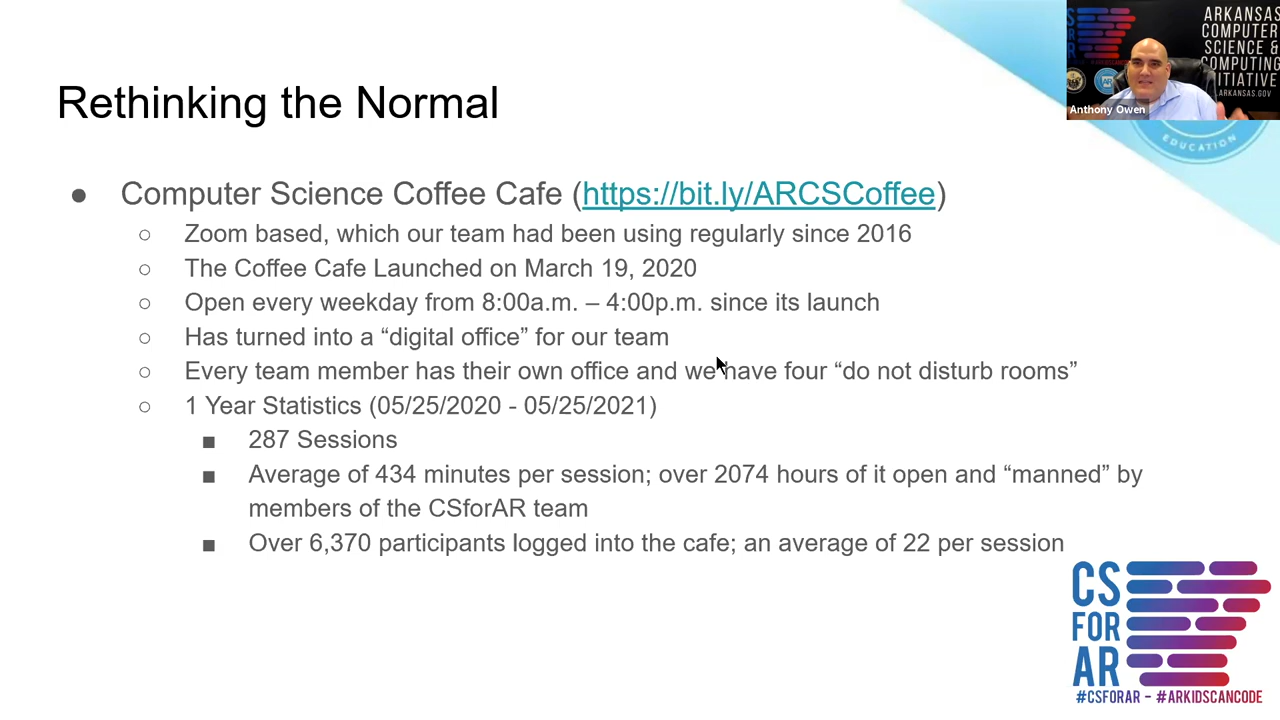 ARKANSAS
COMPUTER
SCIENCE &
COMPUTING
INITIATIVE
ARKANSAS.GOV
Anthony Owen
EDUCATION
Rethinking the Normal
● Computer Science Coffee Cafe (https://bit.ly/ARCSCoffee)
○ Zoom based, which our team had been using regularly since 2016
○ The Coffee Cafe Launched on March 19, 2020
○ Open every weekday from 8:00a.m. – 4:00p.m. since its launch
○ Has turned into a “digital office” for our team
○ Every team member has their own office and we have four “do not disturb rooms”
○ 1 Year Statistics (05/25/2020 - 05/25/2021)
■ 287 Sessions
■ Average of 434 minutes per session; over 2074 hours of it open and “manned” by
members of the CSforAR team
■ Over 6,370 participants logged into the cafe; an average of 22 per session
CS
FOR
AR
#CSFORAR - #ARKIDSCANCODE